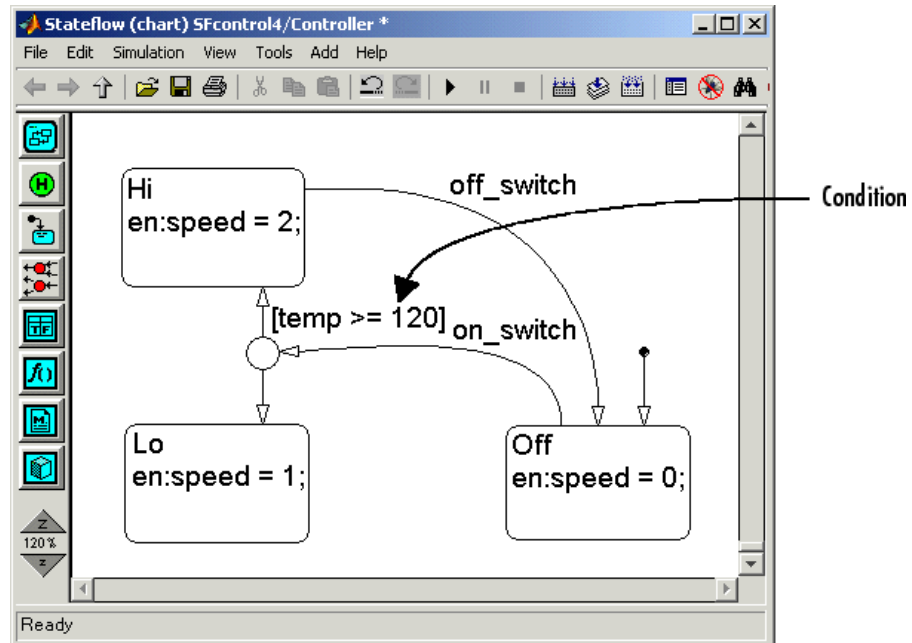 Stateflow (chart) SFcontrol4/Controller *
File Edit Simulation View Tools Add Help
H
Hi
en:speed = 2;
off_switch
Condition
[temp >= 120]
on_switch
TF
f()
M
Lo
en:speed = 1;
Off
en:speed = 0;
Z
120%
z
Ready